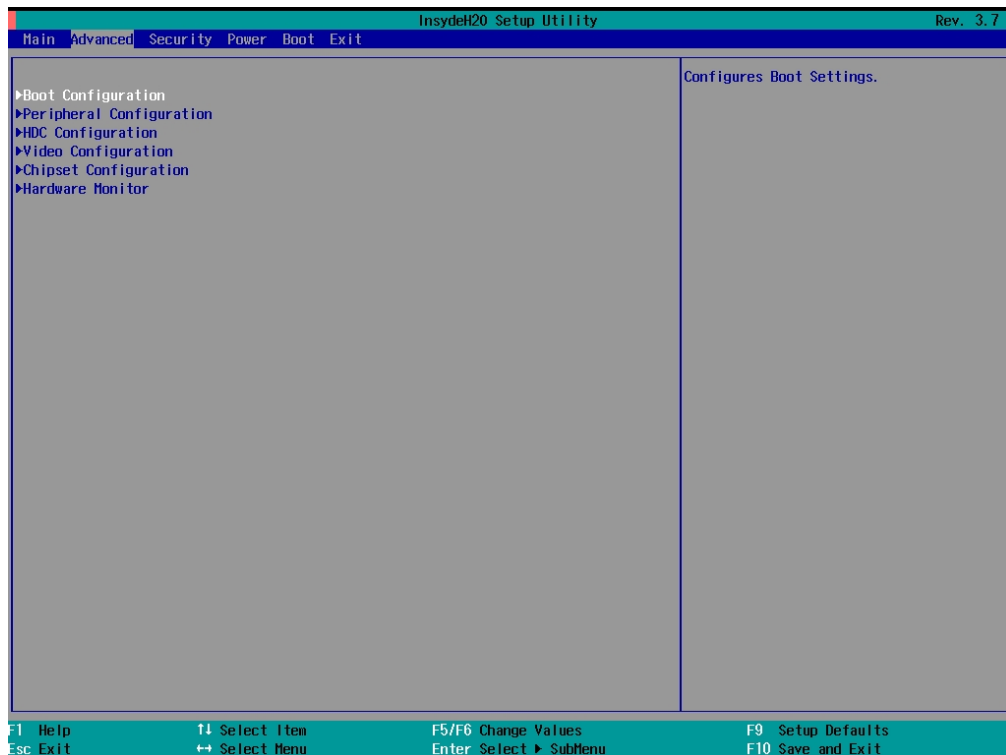 InsydeH20 Setup Utility Rev. 3.7
Main Advanced Security Power Boot Exit
▶Boot Configuration
▶Peripheral Configuration
▶HDC Configuration
▶Video Configuration
▶Chipset Configuration
▶Hardware Monitor
Configures Boot Settings.
F1 Help ↑↓ Select Item F5/F6 Change Values F9 Setup Defaults
Esc Exit ↔ Select Menu Enter Select ▶ SubMenu F10 Save and Exit